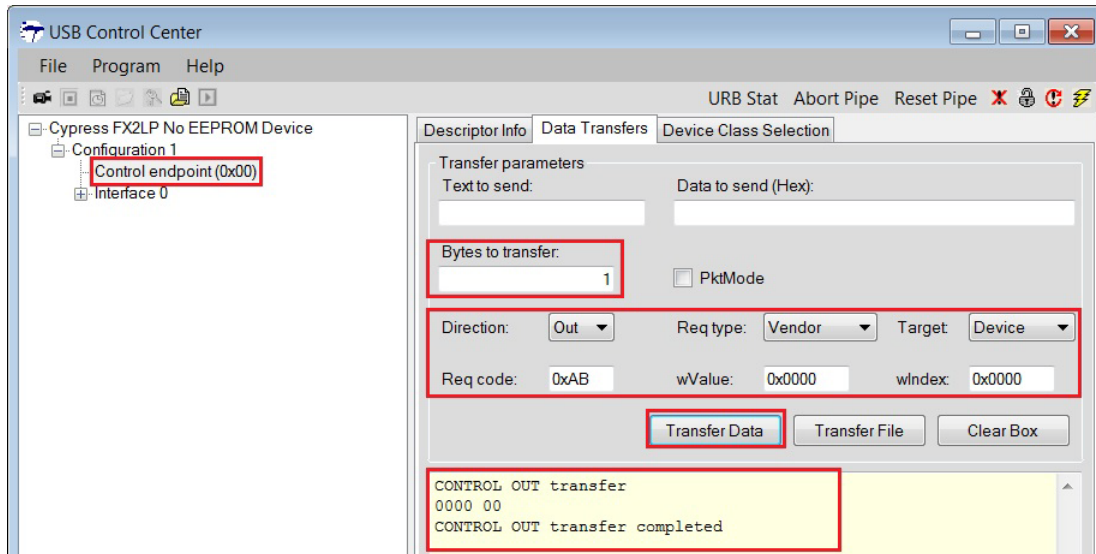 USB Control Center
File Program Help
URB Stat Abort Pipe Reset Pipe
Cypress FX2LP No EEPROM Device
Configuration 1
Control endpoint (0x00)
Interface 0
Descriptor Info Data Transfers Device Class Selection
Transfer parameters
Text to send: Data to send (Hex):
Bytes to transfer:
1 PktMode
Direction: Out Req type: Vendor Target: Device
Req code: 0xAB wValue: 0x0000 wIndex: 0x0000
Transfer Data Transfer File Clear Box
CONTROL OUT transfer
0000 00
CONTROL OUT transfer completed